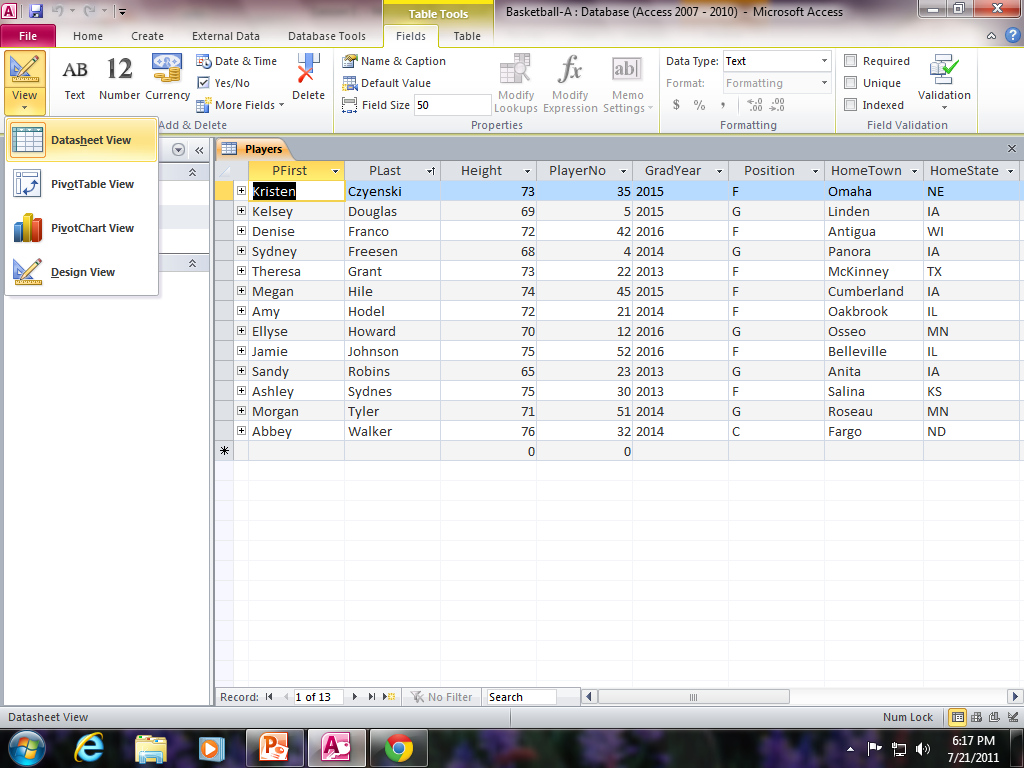 Table Tools
Basketball-A : Database (Access 2007 - 2010) - Microsoft Access
File Home Create External Data Database Tools Fields Table
View
AB Text
12 Number
Currency
Date & Time
Yes/No
More Fields
Delete
Add & Delete
Name & Caption
Default Value
Field Size 50
Modify Lookups
fx Modify Expression
ab Memo Settings
Properties
Data Type: Text
Format: Formatting
$ % , .00 .00
Formatting
Required
Unique
Indexed
Validation
Field Validation
Datasheet View
PivotTable View
PivotChart View
Design View
Players
PFirst PLast Height PlayerNo GradYear Position HomeTown HomeState
Kristen Czyenski 73 35 2015 F Omaha NE
Kelsey Douglas 69 5 2015 G Linden IA
Denise Franco 72 42 2016 F Antigua WI
Sydney Freesen 68 4 2014 G Panora IA
Theresa Grant 73 22 2013 F McKinney TX
Megan Hile 74 45 2015 F Cumberland IA
Amy Hodel 72 21 2014 F Oakbrook IL
Ellyse Howard 70 12 2016 G Osseo MN
Jamie Johnson 75 52 2016 F Belleville IL
Sandy Robins 65 23 2013 G Anita IA
Ashley Sydnes 75 30 2013 F Salina KS
Morgan Tyler 71 51 2014 G Roseau MN
Abbey Walker 76 32 2014 C Fargo ND
* 0 0
Record: 1 of 13 No Filter Search
Datasheet View Num Lock
6:17 PM
7/21/2011